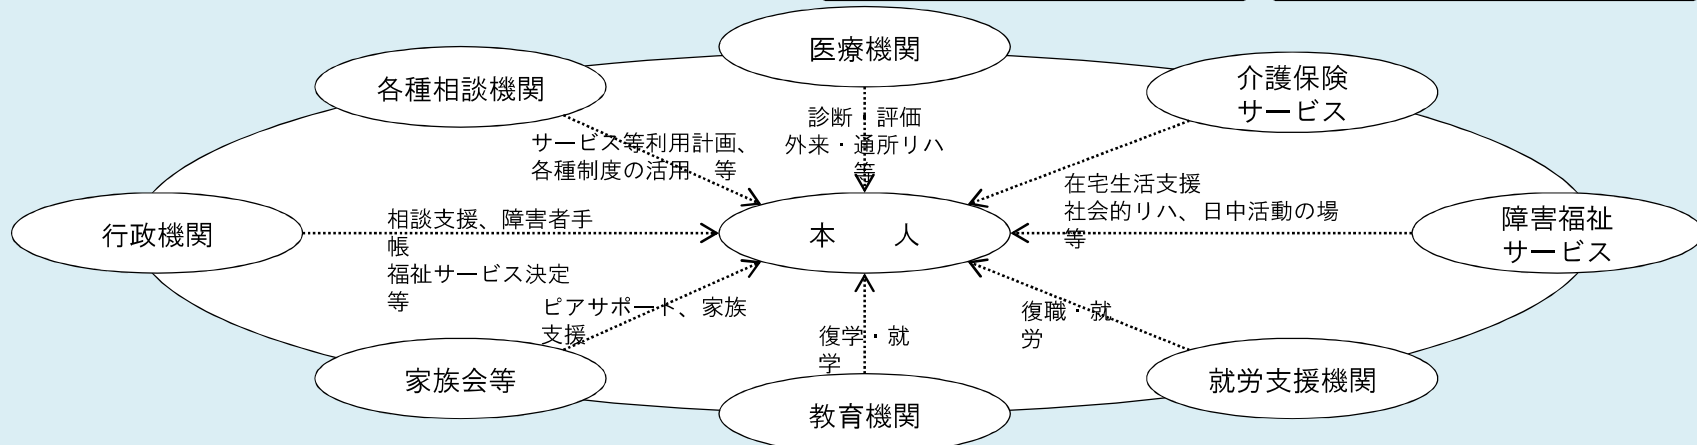 医療機関
各種相談機関
介護保険
サービス
診断・評価
外来・通所リハ
等
サービス等利用計画、
各種制度の活用　等
在宅生活支援
社会的リハ、日中活動の場
等
行政機関
相談支援、障害者手
帳
福祉サービス決定
等
本　　人
障害福祉
サービス
ピアサポート、家族
支援
復学・就
学
復職・就
労
家族会等
教育機関
就労支援機関